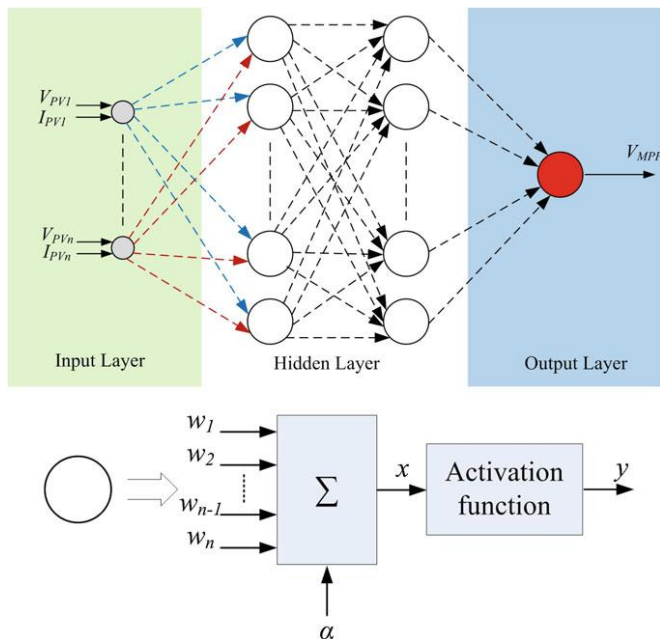 V_PV1
I_PV1
V_PVn
I_PVn
V_MPP
Input Layer
Hidden Layer
Output Layer
w_1
w_2
w_n-1
w_n
Σ
x
Activation
function
y
α